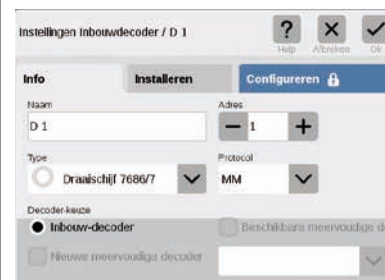 Instellingen Inbouwdecoder / D 1
Help Afbreken Ok
Info Installeren Configureren
Naam Adres
D 1 1
Type Protocol
Draaischijf 7686/7 MM
Decoder-keuze
Inbouw-decoder Beschikbare meervoudige d
Nieuwe meervoudige decoder